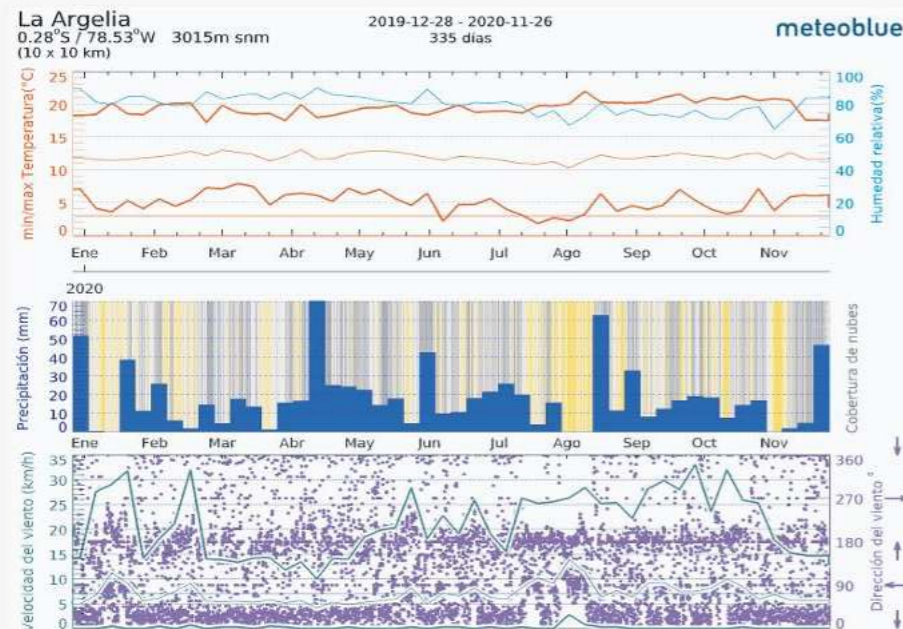 La Argelia
0.28°S / 78.53°W 3015m snm
(10 x 10 km)
2019-12-28 - 2020-11-26
335 dias
meteoblue
min/max Temperatura(°C)
25
20
15
10
5
0
Humedad relativa(%)
100
80
60
40
20
0
Ene Feb Mar Abr May Jun Jul Ago Sep Oct Nov
2020
Precipitación (mm)
70
60
50
40
30
20
10
0
Cobertura de nubes
Ene Feb Mar Abr May Jun Jul Ago Sep Oct Nov
Velocidad del viento (km/h)
35
30
25
20
15
10
5
0
360
270
180
90
0
Dirección del viento °